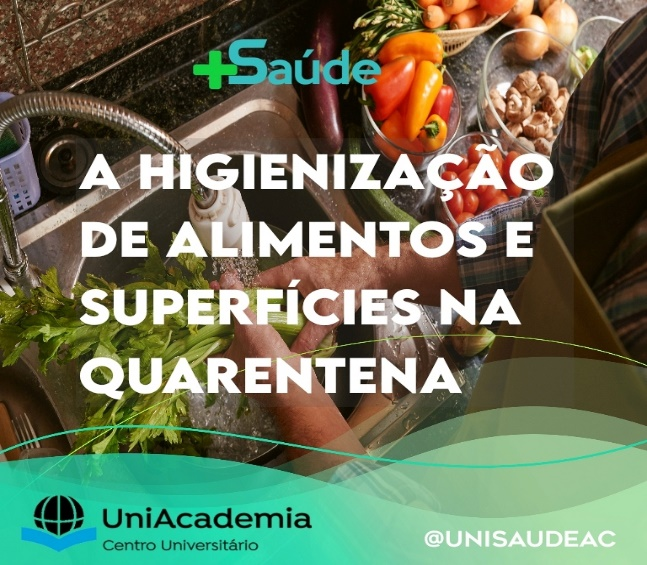 +Saúde
A HIGIENIZAÇÃO
DE ALIMENTOS E
SUPERFÍCIES NA
QUARENTENA
UniAcademia
Centro Universitário
@UNISAUDEAC